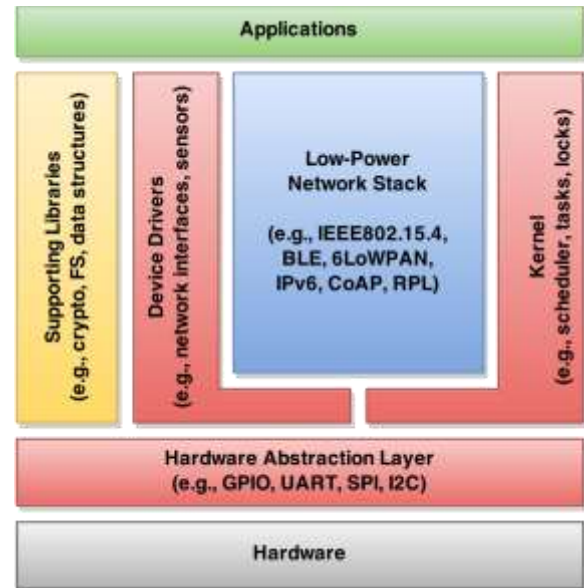 Applications
Supporting Libraries
(e.g., crypto, FS, data structures)
Device Drivers
(e.g., network interfaces, sensors)
Low-Power
Network Stack
(e.g., IEEE802.15.4,
BLE, 6LoWPAN,
IPv6, CoAP, RPL)
Kernel
(e.g., scheduler, tasks, locks)
Hardware Abstraction Layer
(e.g., GPIO, UART, SPI, I2C)
Hardware